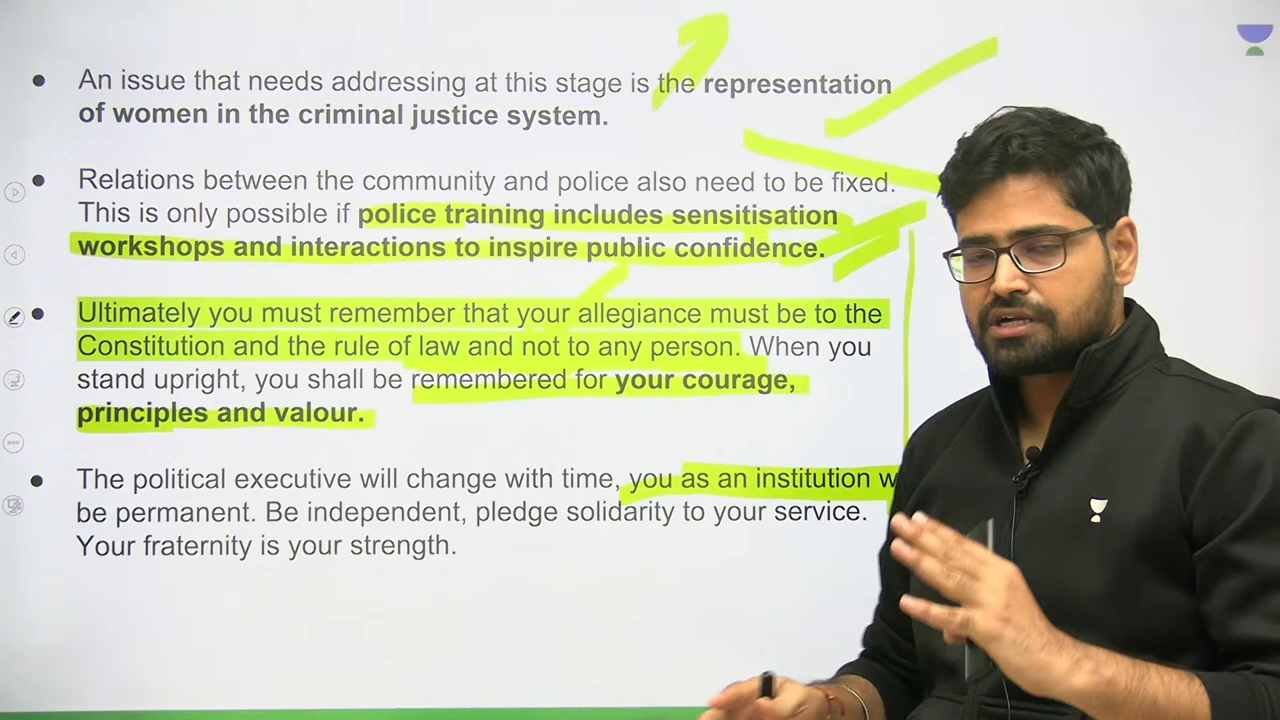 ● An issue that needs addressing at this stage is the representation
of women in the criminal justice system.
● Relations between the community and police also need to be fixed.
This is only possible if police training includes sensitisation
workshops and interactions to inspire public confidence.
● Ultimately you must remember that your allegiance must be to the
Constitution and the rule of law and not to any person. When you
stand upright, you shall be remembered for your courage,
principles and valour.
● The political executive will change with time, you as an institution
be permanent. Be independent, pledge solidarity to your service.
Your fraternity is your strength.